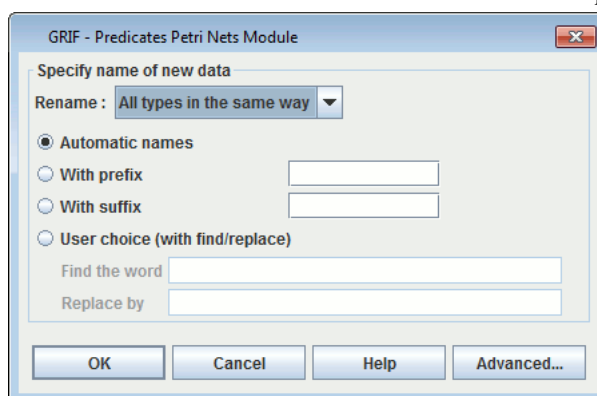 GRIF - Predicates Petri Nets Module
Specify name of new data
Rename : All types in the same way
Automatic names
With prefix
With suffix
User choice (with find/replace)
Find the word
Replace by
OK Cancel Help Advanced...